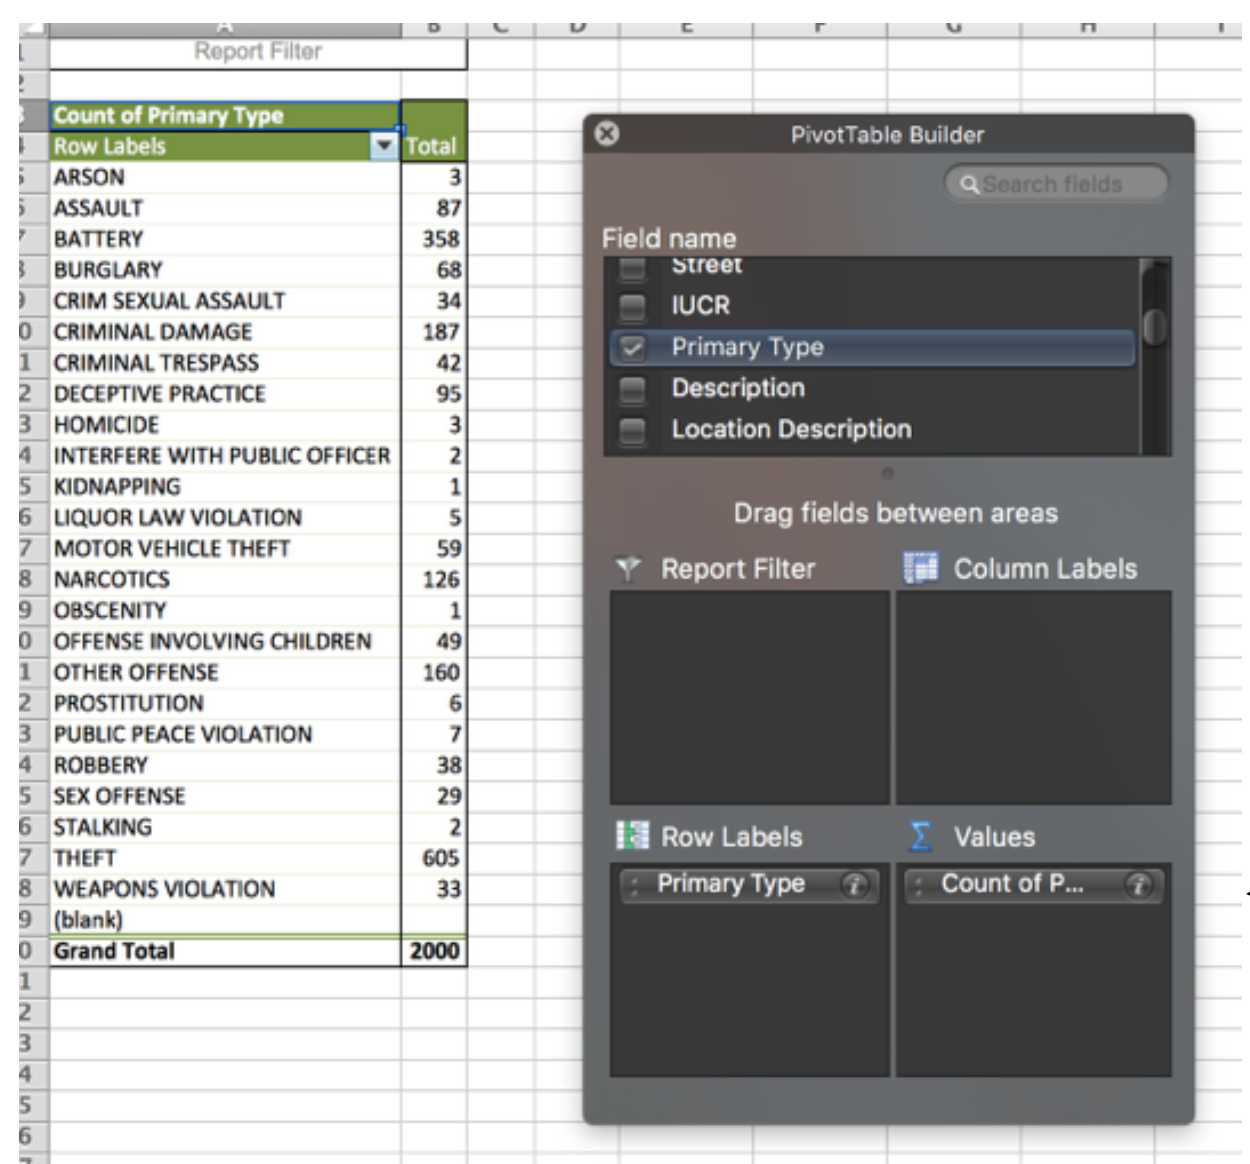 Report Filter
Count of Primary Type
Row Labels Total
ARSON 3
ASSAULT 87
BATTERY 358
BURGLARY 68
CRIM SEXUAL ASSAULT 34
CRIMINAL DAMAGE 187
CRIMINAL TRESPASS 42
DECEPTIVE PRACTICE 95
HOMICIDE 3
INTERFERE WITH PUBLIC OFFICER 2
KIDNAPPING 1
LIQUOR LAW VIOLATION 5
MOTOR VEHICLE THEFT 59
NARCOTICS 126
OBSCENITY 1
OFFENSE INVOLVING CHILDREN 49
OTHER OFFENSE 160
PROSTITUTION 6
PUBLIC PEACE VIOLATION 7
ROBBERY 38
SEX OFFENSE 29
STALKING 2
THEFT 605
WEAPONS VIOLATION 33
(blank)
Grand Total 2000
PivotTable Builder
Search fields
Field name
Street
IUCR
Primary Type
Description
Location Description
Drag fields between areas
Report Filter
Column Labels
Row Labels
Values
Primary Type
Count of P...